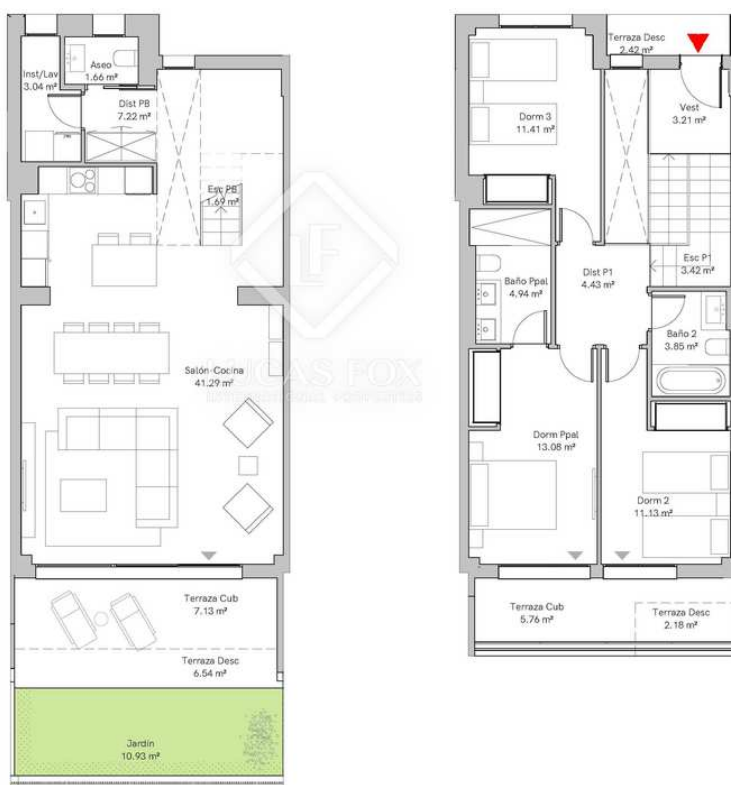 Aseo
1.66 m²
Inst/Lav
3.04 m²
Dist PB
7.22 m²
Esc PB
1.69 m²
Salón-Cocina
41.29 m²
LUCAS FOX
INTERNATIONAL PROPERTIES
Terraza Cub
7.13 m²
Terraza Desc
6.54 m²
Jardín
10.93 m²
Terraza Desc
2.42 m²
Vest
3.21 m²
Dorm 3
11.41 m²
Esc P1
3.42 m²
Dist P1
4.43 m²
Baño Ppal
4.94 m²
Baño 2
3.85 m²
Dorm Ppal
13.08 m²
Dorm 2
11.13 m²
Terraza Cub
5.76 m²
Terraza Desc
2.18 m²